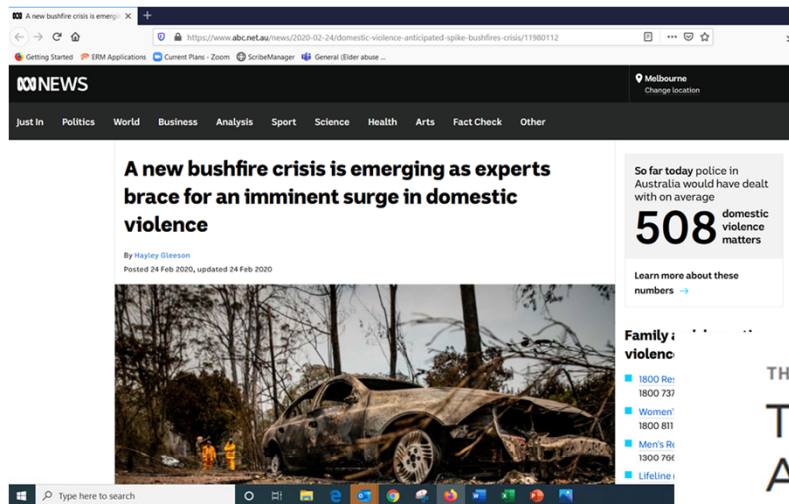 A new bushfire crisis is emergin
https://www.abc.net.au/news/2020-02-24/domestic-violence-anticipated-spike-bushfires-crisis/11980112
Getting Started ERM Applications Current Plans - Zoom ScribeManager General (Elder abuse ...
NEWS
Melbourne
Change location
Just In Politics World Business Analysis Sport Science Health Arts Fact Check Other
A new bushfire crisis is emerging as experts
brace for an imminent surge in domestic
violence
By Hayley Gleeson
Posted 24 Feb 2020, updated 24 Feb 2020
So far today police in
Australia would have dealt
with on average
508 domestic
violence
matters
Learn more about these
numbers →
Family
violenc
1800 Res
1800 737
Women'
1800 811
Men's Re
1300 766
Lifeline
TH
T
A
Type here to search